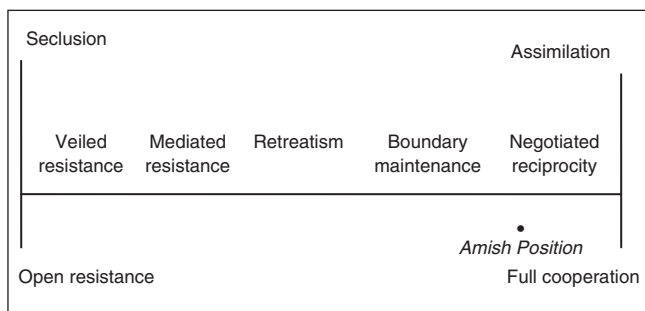 Seclusion
Assimilation
Veiled Mediated Retreatism Boundary Negotiated
resistance resistance maintenance reciprocity
Amish Position
Open resistance Full cooperation